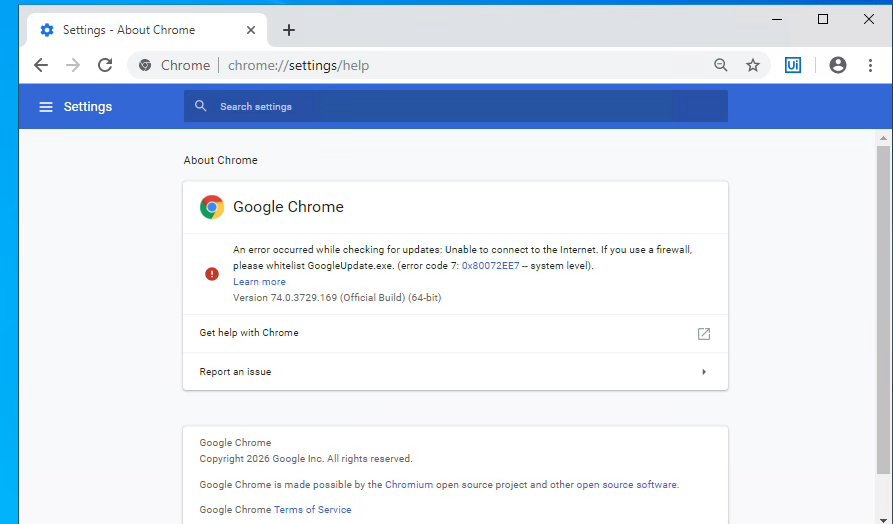 Settings - About Chrome
Chrome chrome://settings/help
Ui
Settings
Search settings
About Chrome
Google Chrome
An error occurred while checking for updates: Unable to connect to the Internet. If you use a firewall,
please whitelist GoogleUpdate.exe. (error code 7: 0x80072EE7 -- system level).
Learn more
Version 74.0.3729.169 (Official Build) (64-bit)
Get help with Chrome
Report an issue
Google Chrome
Copyright 2026 Google Inc. All rights reserved.
Google Chrome is made possible by the Chromium open source project and other open source software.
Google Chrome Terms of Service